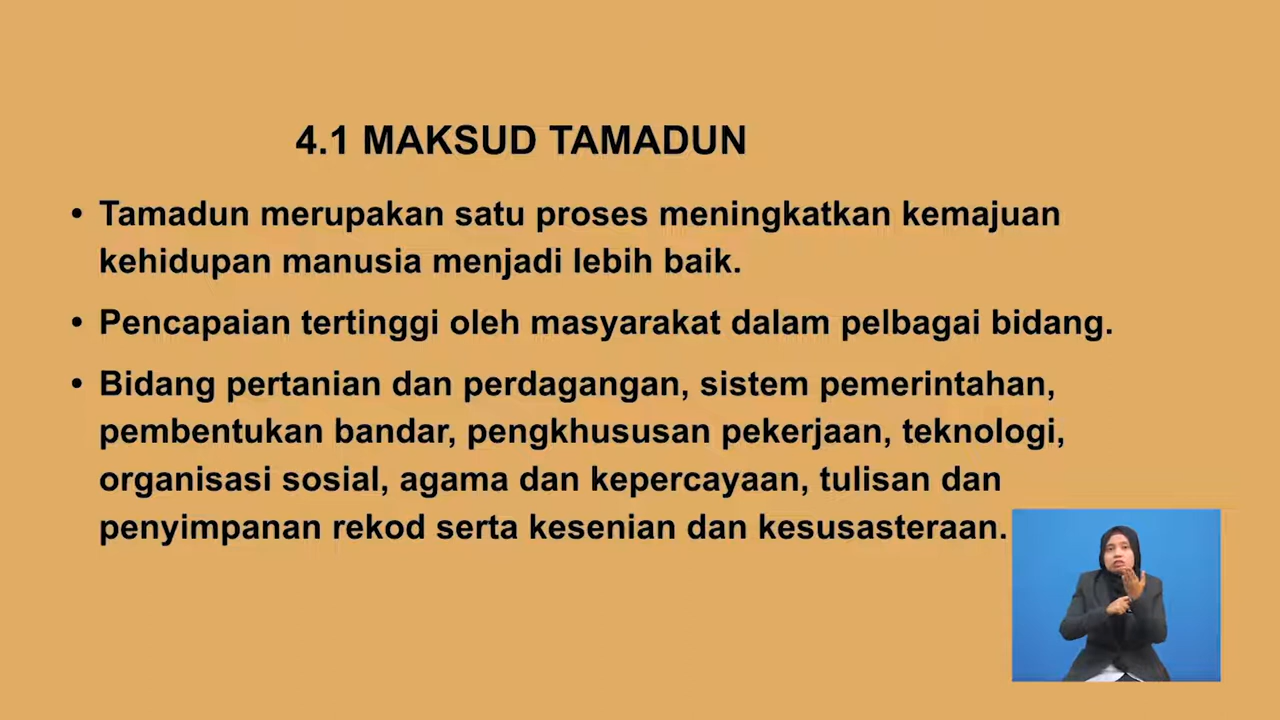 4.1 MAKSUD TAMADUN
• Tamadun merupakan satu proses meningkatkan kemajuan
kehidupan manusia menjadi lebih baik.
• Pencapaian tertinggi oleh masyarakat dalam pelbagai bidang.
• Bidang pertanian dan perdagangan, sistem pemerintahan,
pembentukan bandar, pengkhususan pekerjaan, teknologi,
organisasi sosial, agama dan kepercayaan, tulisan dan
penyimpanan rekod serta kesenian dan kesusasteraan.